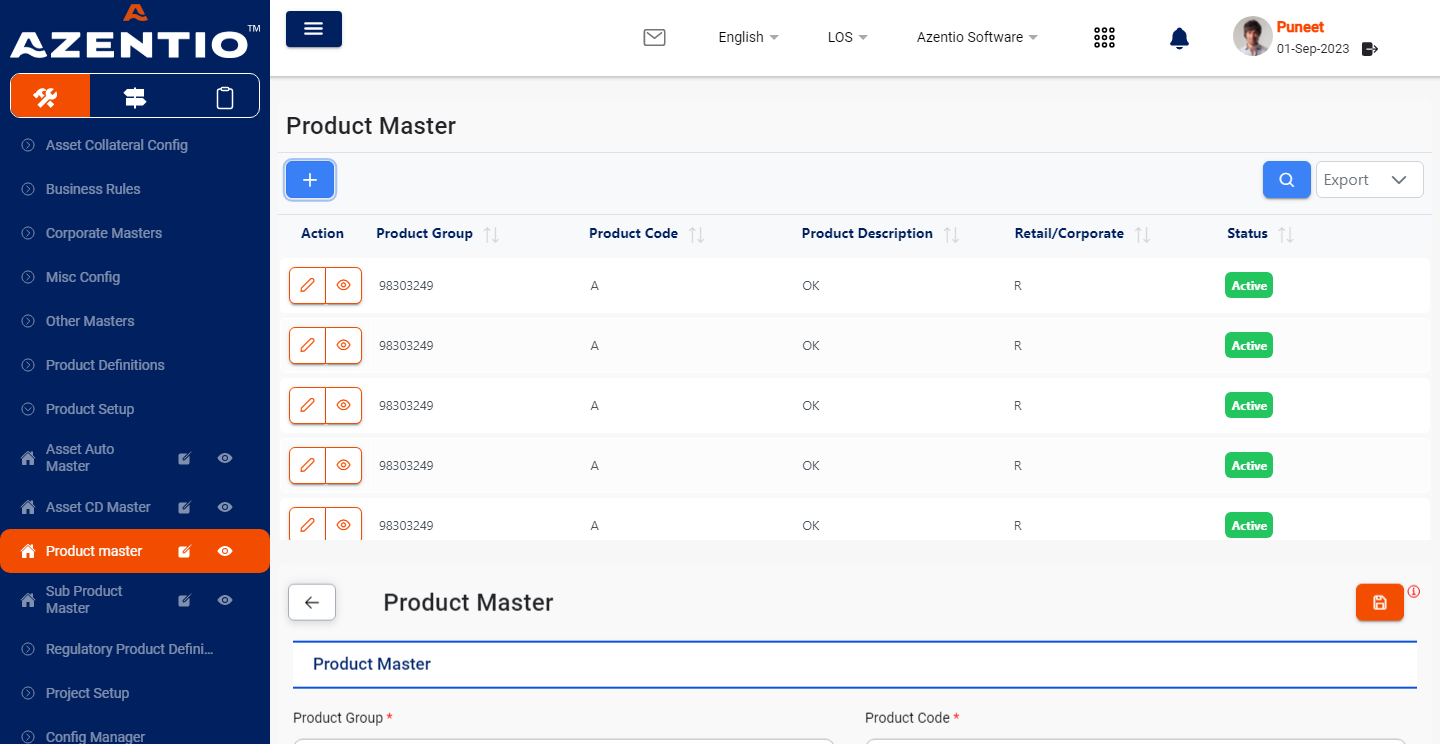 AZENTIO™
English
LOS
Azentio Software
Puneet
01-Sep-2023
Asset Collateral Config
Business Rules
Corporate Masters
Misc Config
Other Masters
Product Definitions
Product Setup
Asset Auto
Master
Asset CD Master
Product master
Sub Product
Master
Regulatory Product Defini...
Project Setup
Config Manager
Product Master
Export
Action Product Group Product Code Product Description Retail/Corporate Status
98303249 A OK R Active
98303249 A OK R Active
98303249 A OK R Active
98303249 A OK R Active
98303249 A OK R Active
Product Master
Product Master
Product Group * Product Code *